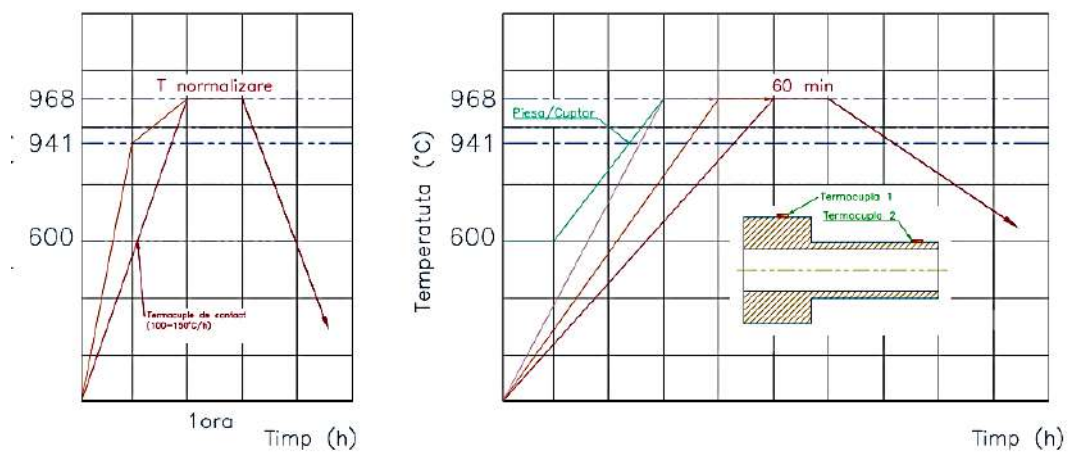 T normalizare
968
941
600
Termocuple de contact
(100-150°C/h)
1ora
Timp (h)
Temperatuta (°C)
60 min
968
Piesa/Cuptor
941
Termocupla 1
Termocupla 2
600
Timp (h)